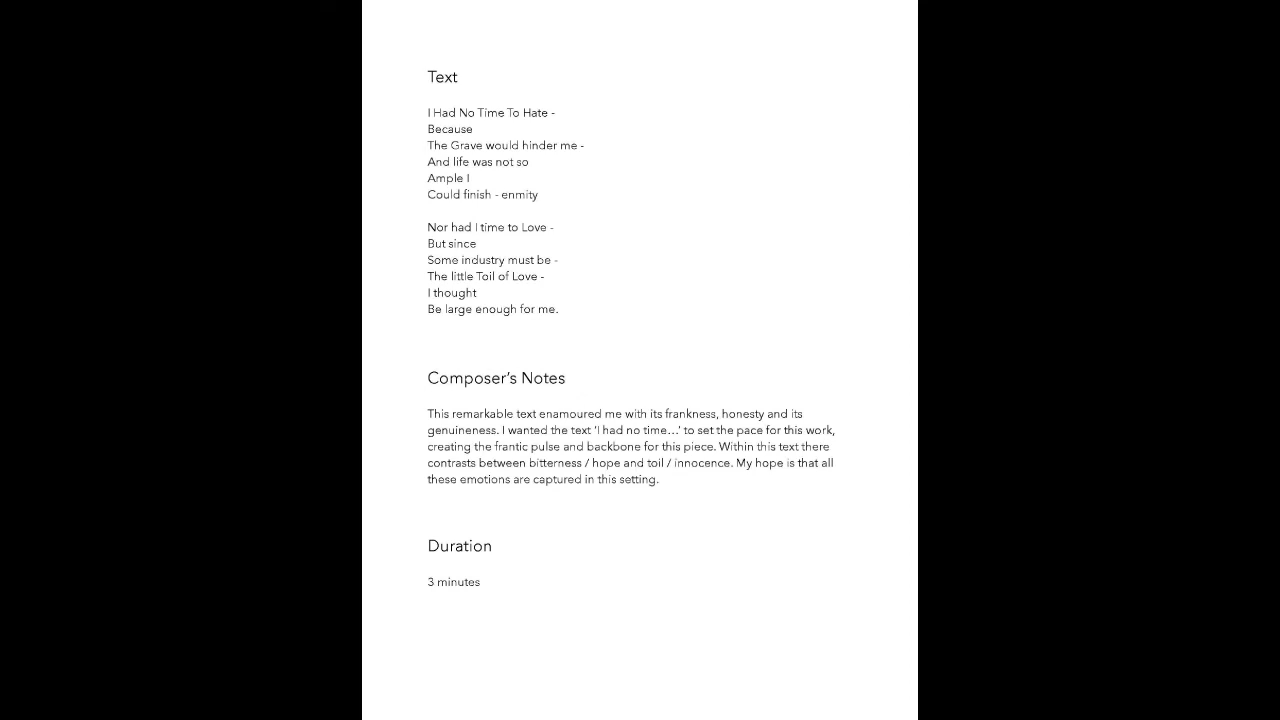 Text
I Had No Time To Hate -
Because
The Grave would hinder me -
And life was not so
Ample I
Could finish - enmity
Nor had I time to Love -
But since
Some industry must be -
The little Toil of Love -
I thought
Be large enough for me.
Composer's Notes
This remarkable text enamoured me with its frankness, honesty and its
genuineness. I wanted the text 'I had no time...' to set the pace for this work,
creating the frantic pulse and backbone for this piece. Within this text there
contrasts between bitterness / hope and toil / innocence. My hope is that all
these emotions are captured in this setting.
Duration
3 minutes